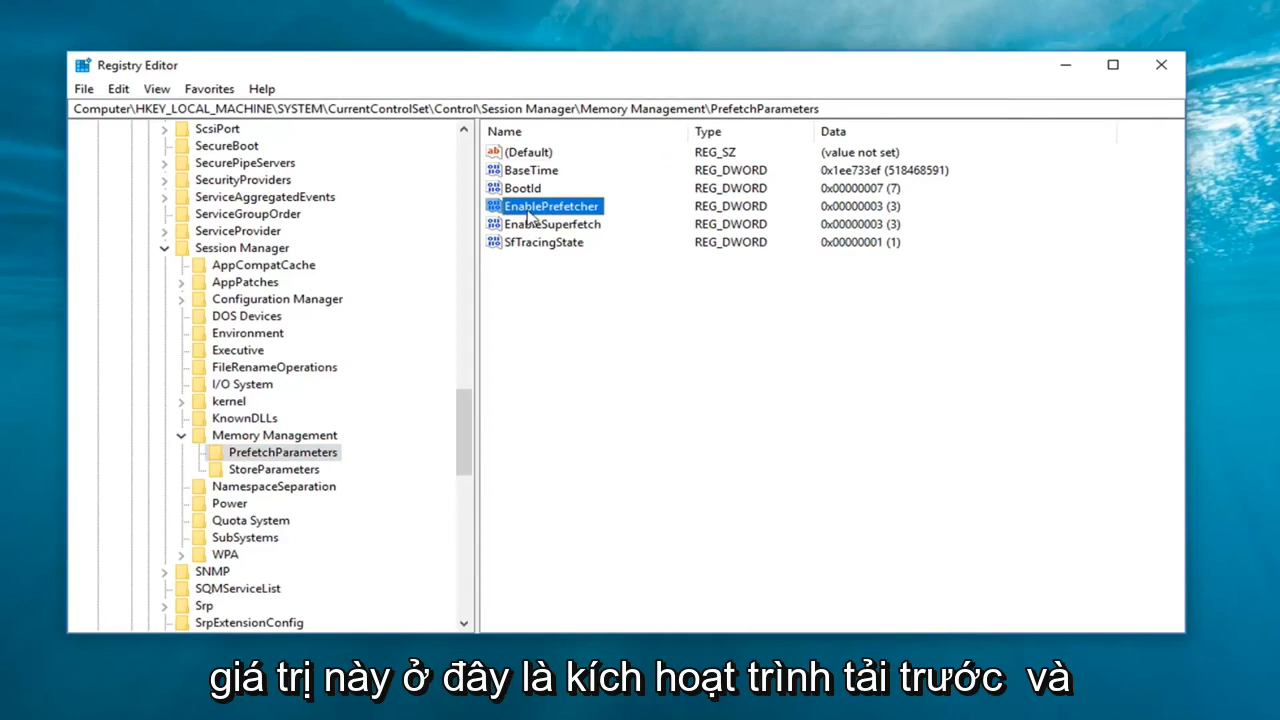 Registry Editor
File Edit View Favorites Help
Computer\HKEY_LOCAL_MACHINE\SYSTEM\CurrentControlSet\Control\Session Manager\Memory Management\PrefetchParameters
ScsiPort
SecureBoot
SecurePipeServers
SecurityProviders
ServiceAggregatedEvents
ServiceGroupOrder
ServiceProvider
Session Manager
AppCompatCache
AppPatches
Configuration Manager
DOS Devices
Environment
Executive
FileRenameOperations
I/O System
kernel
KnownDLLs
Memory Management
PrefetchParameters
StoreParameters
NamespaceSeparation
Power
Quota System
SubSystems
WPA
SNMP
SQMServiceList
Srp
SrpExtensionConfig
Name Type Data
(Default) REG_SZ (value not set)
BaseTime REG_DWORD 0x1ee733ef (518468591)
BootId REG_DWORD 0x00000007 (7)
EnablePrefetcher REG_DWORD 0x00000003 (3)
EnableSuperfetch REG_DWORD 0x00000003 (3)
SfTracingState REG_DWORD 0x00000001 (1)
giá trị này ở đây là kích hoạt trình tải trước và